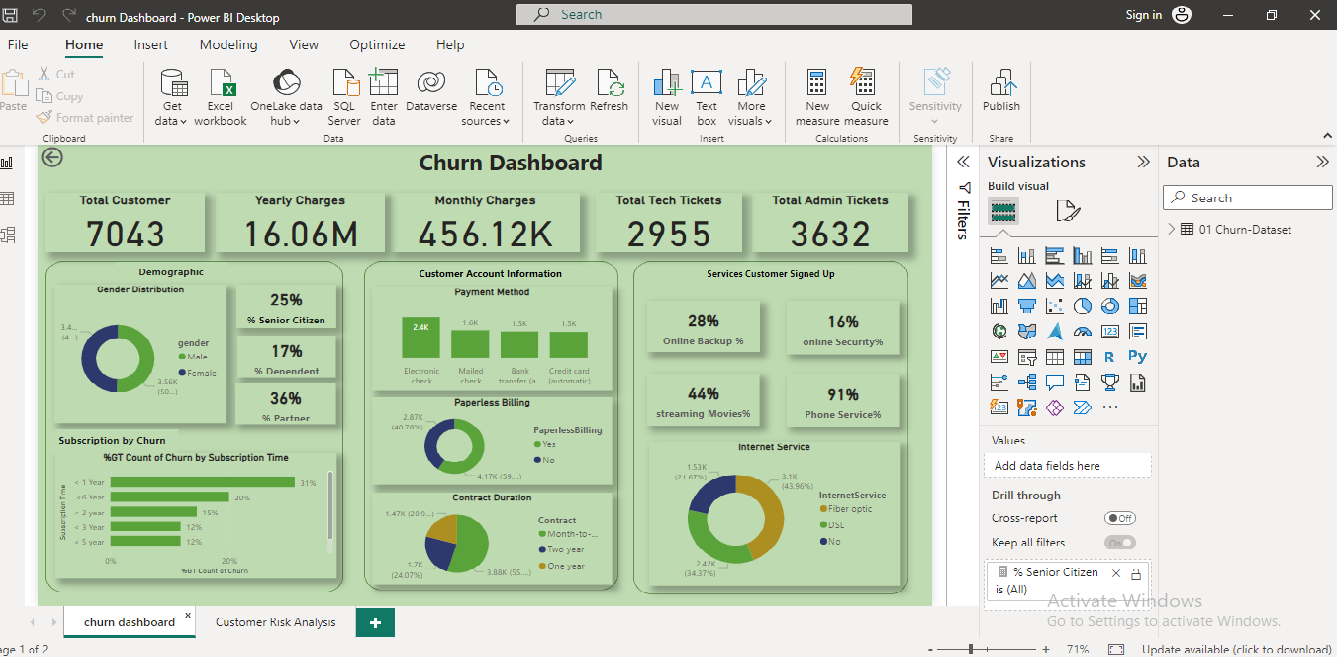 churn Dashboard - Power BI Desktop
Search
Sign in
File Home Insert Modeling View Optimize Help
Paste
Cut
Copy
Format painter
Clipboard
Get data
Excel workbook
OneLake data hub
SQL Server
Enter data
Dataverse
Recent sources
Data
Transform data
Refresh
Queries
New visual
Text box
More visuals
Insert
New measure
Quick measure
Calculations
Sensitivity
Sensitivity
Publish
Share
Churn Dashboard
Total Customer
7043
Yearly Charges
16.06M
Monthly Charges
456.12K
Total Tech Tickets
2955
Total Admin Tickets
3632
Demographic
Gender Distribution
3.4...
(4...)
gender
Male
Female
3.56K
(50...)
25%
% Senior Citizen
17%
% Dependent
36%
% Partner
Subscription by Churn
%GT Count of Churn by Subscription Time
Subscription Time
< 1 Year 31%
< 6 Year 20%
< 2 year 15%
< 3 Year 12%
< 5 year 12%
0% 20%
%GT Count of Churn
Customer Account Information
Payment Method
2.4K 1.6K 1.5K 1.5K
Electronic check
Mailed check
Bank transfer (a...
Credit card (automatic)
Paperless Billing
2.87K
(40.78%)
PaperlessBilling
Yes
No
4.17K (59...)
Contract Duration
1.47K (209...)
Contract
Month-to-...
Two year
One year
1.7K
(24.07%)
3.88K (55....)
Services Customer Signed Up
28%
Online Backup %
16%
online Security%
44%
streaming Movies%
91%
Phone Service%
Internet Service
1.53K
(21.67%)
3.1K
(43.96%)
InternetService
Fiber optic
DSL
No
2.42K
(34.37%)
Filters
Visualizations
Build visual
123
R
Py
123
Values
Add data fields here
Drill through
Cross-report Off
Keep all filters On
% Senior Citizen
is (All)
Data
Search
01 Churn-Dataset
Activate Windows
Go to Settings to activate Windows.
churn dashboard
Customer Risk Analysis
age 1 of 2
- + 71%
Update available (click to download)